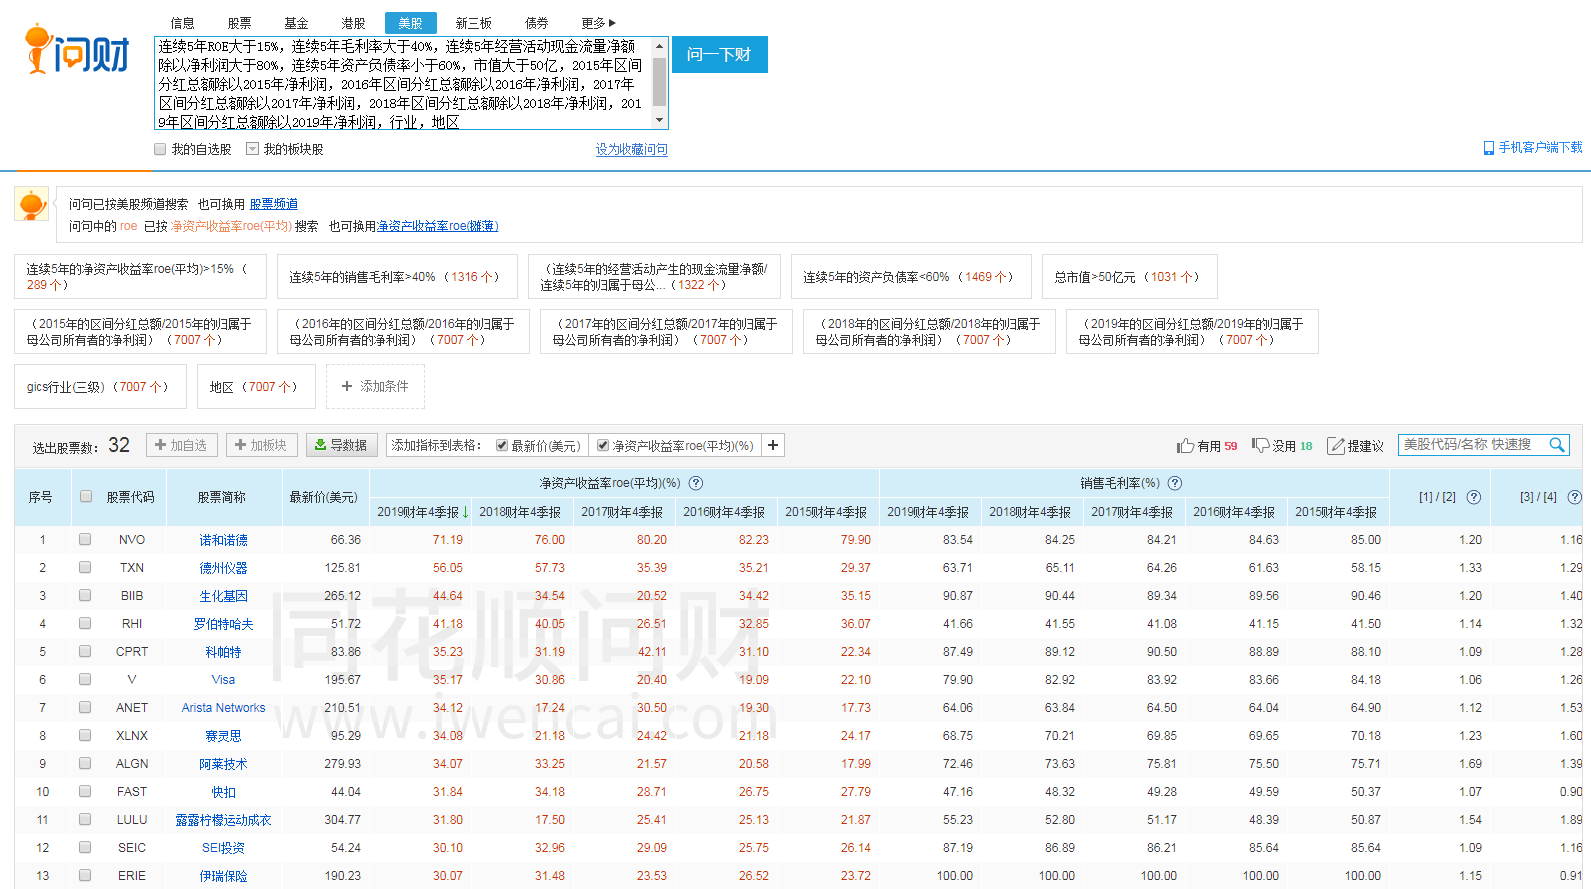 信息 股票 基金 港股 美股 新三板 债券 更多
问财
连续5年ROE大于15%，连续5年毛利率大于40%，连续5年经营活动现金流量净额
除以净利润大于80%，连续5年资产负债率小于60%，市值大于50亿，2015年区间
分红总额除以2015年净利润，2016年区间分红总额除以2016年净利润，2017年
区间分红总额除以2017年净利润，2018年区间分红总额除以2018年净利润，201
9年区间分红总额除以2019年净利润，行业，地区
问一下财
我的自选股 我的板块股 设为收藏问句
手机客户端下载
问句已按美股频道搜索 也可换用 股票频道
问句中的 roe 已按 净资产收益率roe(平均) 搜索 也可换用净资产收益率roe(摊薄)
连续5年的净资产收益率roe(平均)>15%（
289 个）
连续5年的销售毛利率>40%（1316 个）
（连续5年的经营活动产生的现金流量净额/
连续5年的归属于母公...（1322 个）
连续5年的资产负债率<60%（1469 个）
总市值>50亿元（1031 个）
（2015年的区间分红总额/2015年的归属于
母公司所有者的净利润）（7007 个）
（2016年的区间分红总额/2016年的归属于
母公司所有者的净利润）（7007 个）
（2017年的区间分红总额/2017年的归属于
母公司所有者的净利润）（7007 个）
（2018年的区间分红总额/2018年的归属于
母公司所有者的净利润）（7007 个）
（2019年的区间分红总额/2019年的归属于
母公司所有者的净利润）（7007 个）
gics行业(三级)（7007 个） 地区（7007 个） + 添加条件
选出股票数： 32 + 加自选 + 加板块 导数据 添加指标到表格： 最新价(美元) 净资产收益率roe(平均)(%) + 有用 59 没用 18 提建议 美股代码/名称 快速搜
序号 股票代码 股票简称 最新价(美元) 净资产收益率roe(平均)(%) ? 销售毛利率(%) ? [1] / [2] ? [3] / [4] ?
2019财年4季报↓ 2018财年4季报 2017财年4季报 2016财年4季报 2015财年4季报 2019财年4季报 2018财年4季报 2017财年4季报 2016财年4季报 2015财年4季报
1 NVO 诺和诺德 66.36 71.19 76.00 80.20 82.23 79.90 83.54 84.25 84.21 84.63 85.00 1.20 1.16
2 TXN 德州仪器 125.81 56.05 57.73 35.39 35.21 29.37 63.71 65.11 64.26 61.63 58.15 1.33 1.29
3 BIIB 生化基因 265.12 44.64 34.54 20.52 34.42 35.15 90.87 90.44 89.34 89.56 90.46 1.20 1.40
4 RHI 罗伯特哈夫 51.72 41.18 40.05 26.51 32.85 36.07 41.66 41.55 41.08 41.15 41.50 1.14 1.32
5 CPRT 科帕特 83.86 35.23 31.19 42.11 31.10 22.34 87.49 89.12 90.50 88.89 88.10 1.09 1.28
6 V Visa 195.67 35.17 30.86 20.40 19.09 22.10 79.90 82.92 83.92 83.66 84.18 1.06 1.26
7 ANET Arista Networks 210.51 34.12 17.24 30.50 19.30 17.73 64.06 63.84 64.50 64.04 64.90 1.12 1.53
8 XLNX 赛灵思 95.29 34.08 21.18 24.42 21.18 24.17 68.75 70.21 69.85 69.65 70.18 1.23 1.60
9 ALGN 阿莱技术 279.93 34.07 33.25 21.57 20.58 17.99 72.46 73.63 75.81 75.50 75.71 1.69 1.39
10 FAST 快扣 44.04 31.84 34.18 28.71 26.75 27.79 47.16 48.32 49.28 49.59 50.37 1.07 0.90
11 LULU 露露柠檬运动成衣 304.77 31.80 17.50 25.41 25.13 21.87 55.23 52.80 51.17 48.39 50.87 1.54 1.89
12 SEIC SEI投资 54.24 30.10 32.96 29.09 25.75 26.14 87.19 86.89 86.21 85.64 85.64 1.09 1.16
13 ERIE 伊瑞保险 190.23 30.07 31.48 23.53 26.52 23.72 100.00 100.00 100.00 100.00 100.00 1.15 0.91
同花顺问财
www.iwencai.com